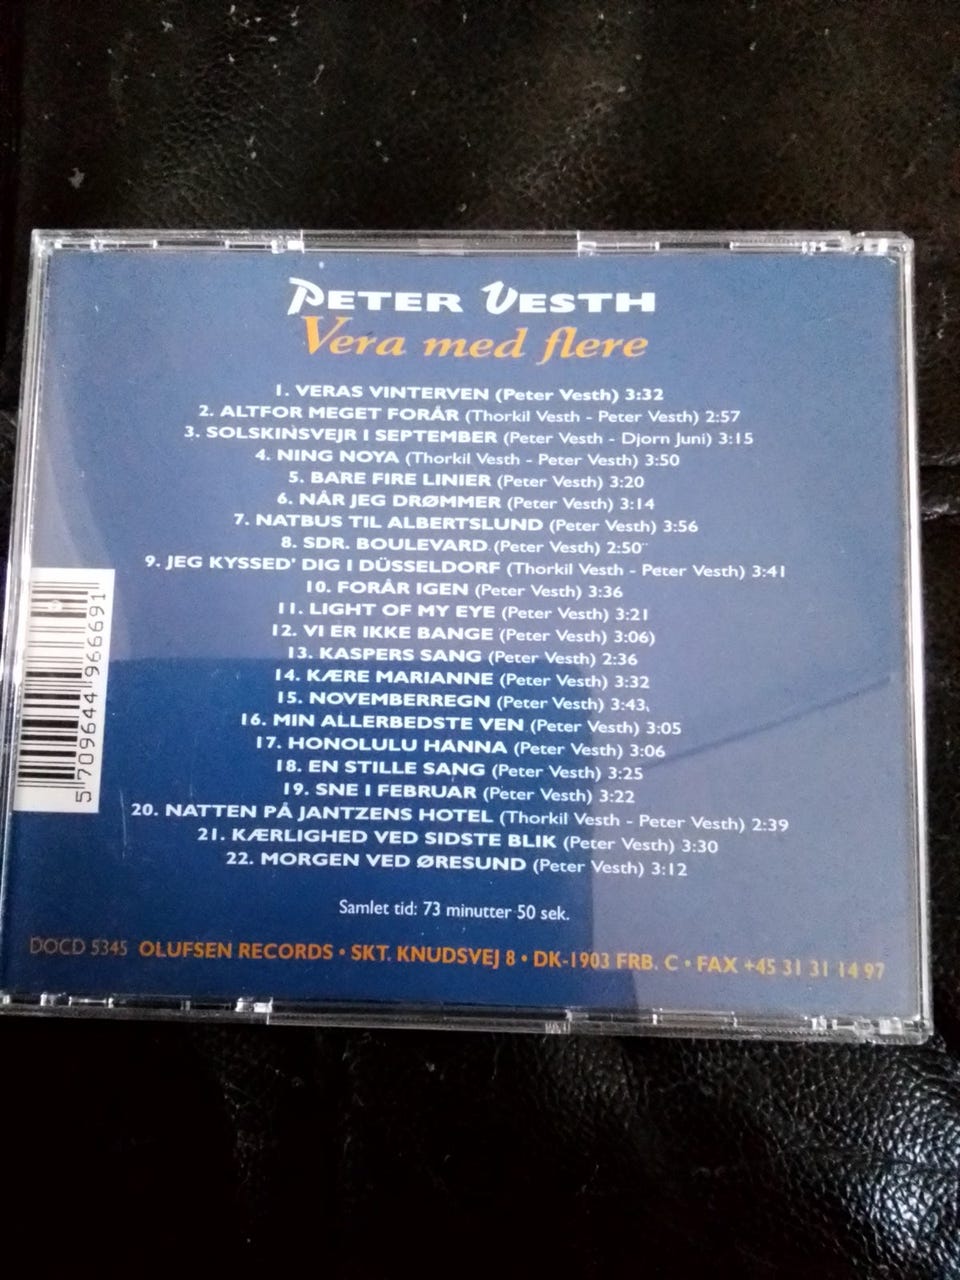 PETER VESTH
Vera med flere
1. VERAS VINTERVEN (Peter Vesth) 3:32
2. ALTFOR MEGET FORÅR (Thorkil Vesth - Peter Vesth) 2:57
3. SOLSKINSVEJR I SEPTEMBER (Peter Vesth - Djorn Juni) 3:15
4. NING NOYA (Thorkil Vesth - Peter Vesth) 3:50
5. BARE FIRE LINIER (Peter Vesth) 3:20
6. NÅR JEG DRØMMER (Peter Vesth) 3:14
7. NATBUS TIL ALBERTSLUND (Peter Vesth) 3:56
8. SDR. BOULEVARD (Peter Vesth) 2:50
9. JEG KYSSED' DIG I DÜSSELDORF (Thorkil Vesth - Peter Vesth) 3:41
10. FORÅR IGEN (Peter Vesth) 3:36
11. LIGHT OF MY EYE (Peter Vesth) 3:21
12. VI ER IKKE BANGE (Peter Vesth) 3:06)
13. KASPERS SANG (Peter Vesth) 2:36
14. KÆRE MARIANNE (Peter Vesth) 3:32
15. NOVEMBERREGN (Peter Vesth) 3:43
16. MIN ALLERBEDSTE VEN (Peter Vesth) 3:05
17. HONOLULU HANNA (Peter Vesth) 3:06
18. EN STILLE SANG (Peter Vesth) 3:25
19. SNE I FEBRUAR (Peter Vesth) 3:22
20. NATTEN PÅ JANTZENS HOTEL (Thorkil Vesth - Peter Vesth) 2:39
21. KÆRLIGHED VED SIDSTE BLIK (Peter Vesth) 3:30
22. MORGEN VED ØRESUND (Peter Vesth) 3:12
Samlet tid: 73 minutter 50 sek.
DOCD 5345 OLUFSEN RECORDS • SKT. KNUDSVEJ 8 • DK-1903 FRB. C • FAX +45 31 31 14 97
5 709644 966691